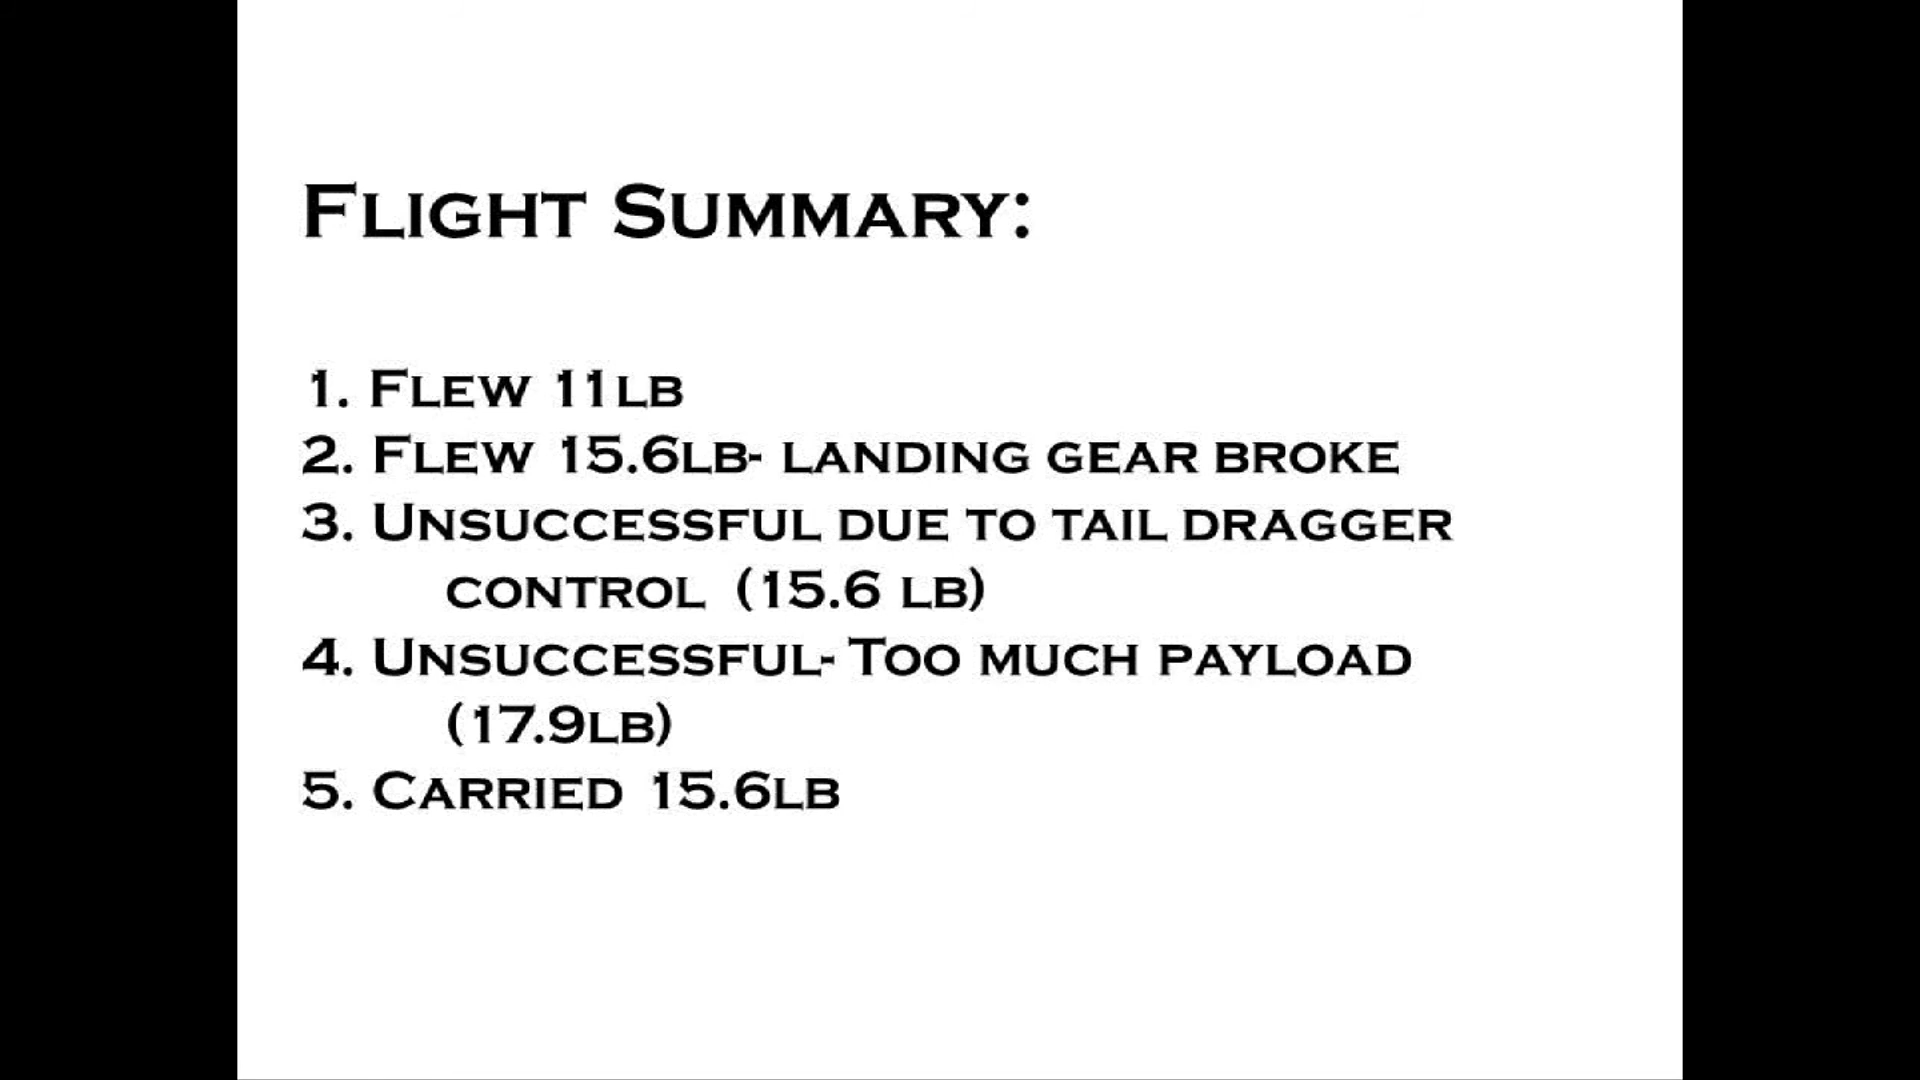 Flight Summary:
1. Flew 11lb
2. Flew 15.6lb- landing gear broke
3. Unsuccessful due to tail dragger
control (15.6 lb)
4. Unsuccessful- Too much payload
(17.9lb)
5. Carried 15.6lb